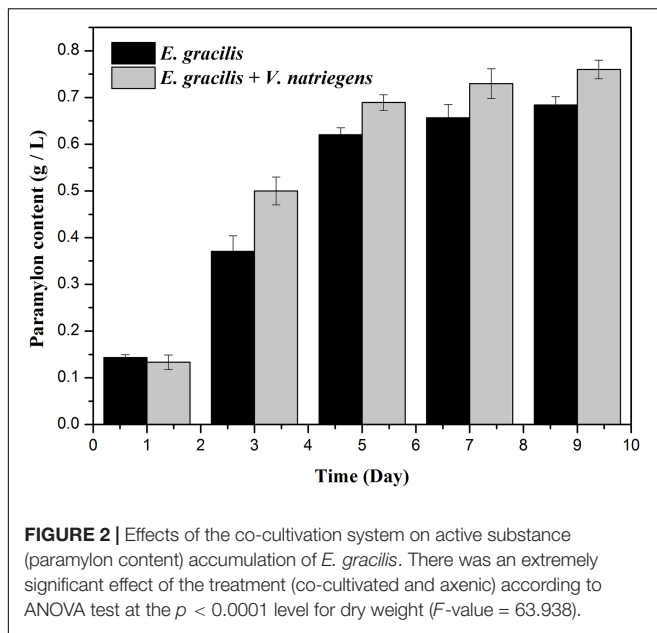 0.8
0.7
0.6
0.5
0.4
0.3
0.2
0.1
0.0
Paramylon content (g / L)
E. gracilis
E. gracilis + V. natriegens
0 1 2 3 4 5 6 7 8 9 10
Time (Day)
FIGURE 2 | Effects of the co-cultivation system on active substance
(paramylon content) accumulation of E. gracilis. There was an extremely
significant effect of the treatment (co-cultivated and axenic) according to
ANOVA test at the p < 0.0001 level for dry weight (F-value = 63.938).